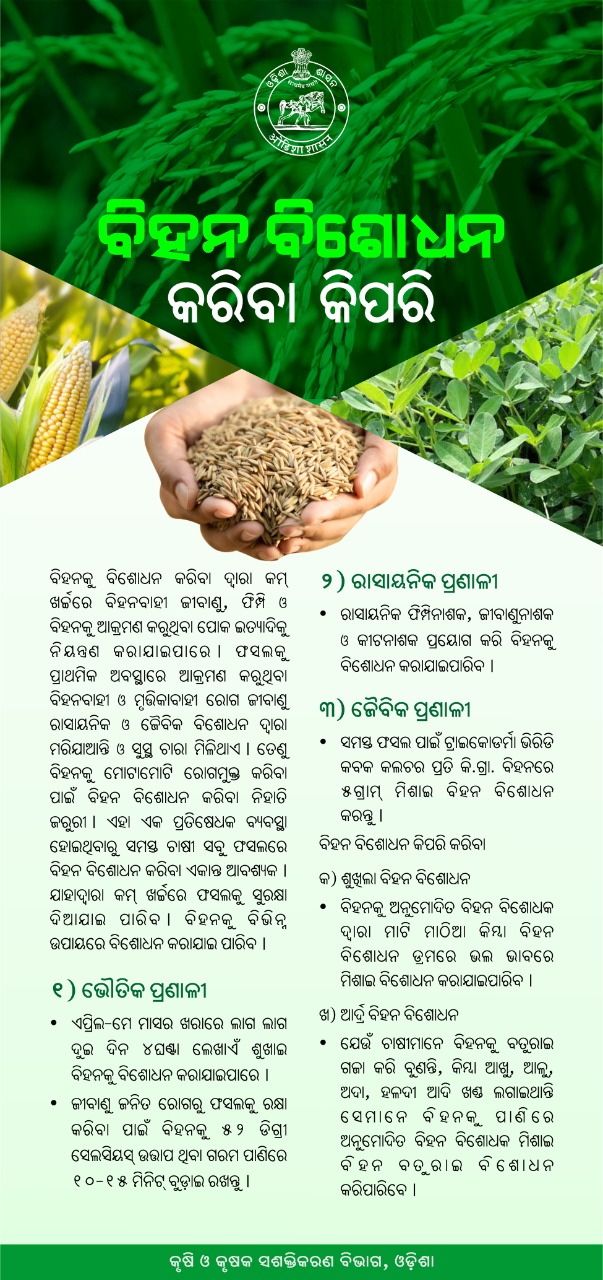 ଓଡ଼ିଶା ଶାସନ
ओड़िशा शासन
ବିହନ ବିଶୋଧନ
କରିବା କିପରି
ବିହନକୁ ବିଶୋଧନ କରିବା ଦ୍ୱାରା କମ୍
ଖର୍ଚ୍ଚରେ ବିହନବାହୀ ଜୀବାଣୁ, ଫିମ୍ପି ଓ
ବିହନକୁ ଆକ୍ରମଣ କରୁଥିବା ପୋକ ଇତ୍ୟାଦିକୁ
ନିୟନ୍ତ୍ରଣ କରାଯାଇପାରେ। ଫସଲକୁ
ପ୍ରାଥମିକ ଅବସ୍ଥାରେ ଆକ୍ରମଣ କରୁଥିବା
ବିହନବାହୀ ଓ ମୃତ୍ତିକାବାହୀ ରୋଗ ଜୀବାଣୁ
ରାସାୟନିକ ଓ ଜୈବିକ ବିଶୋଧନ ଦ୍ୱାରା
ମରିଯାଆନ୍ତି ଓ ସୁସ୍ଥ ଚାରା ମିଳିଥାଏ। ତେଣୁ
ବିହନକୁ ମୋଟାମୋଟି ରୋଗମୁକ୍ତ କରିବା
ପାଇଁ ବିହନ ବିଶୋଧନ କରିବା ନିହାତି
ଜରୁରୀ। ଏହା ଏକ ପ୍ରତିଷେଧକ ବ୍ୟବସ୍ଥା
ହୋଇଥିବାରୁ ସମସ୍ତ ଚାଷୀ ସବୁ ଫସଲରେ
ବିହନ ବିଶୋଧନ କରିବା ଏକାନ୍ତ ଆବଶ୍ୟକ।
ଯାହାଦ୍ୱାରା କମ୍ ଖର୍ଚ୍ଚରେ ଫସଲକୁ ସୁରକ୍ଷା
ଦିଆଯାଇ ପାରିବ। ବିହନକୁ ବିଭିନ୍ନ
ଉପାୟରେ ବିଶୋଧନ କରାଯାଇ ପାରିବ।
୧) ଭୌତିକ ପ୍ରଣାଳୀ
• ଏପ୍ରିଲ-ମେ ମାସର ଖରାରେ ଲାଗ ଲାଗ
ଦୁଇ ଦିନ ୪ଘଣ୍ଟା ଲେଖାଏଁ ଶୁଖାଇ
ବିହନକୁ ବିଶୋଧନ କରାଯାଇପାରେ।
• ଜୀବାଣୁ ଜନିତ ରୋଗରୁ ଫସଲକୁ ରକ୍ଷା
କରିବା ପାଇଁ ବିହନକୁ ୫୨ ଡିଗ୍ରୀ
ସେଲସିୟସ୍ ଉତ୍ତାପ ଥିବା ଗରମ ପାଣିରେ
୧୦-୧୫ ମିନିଟ୍ ବୁଡ଼ାଇ ରଖନ୍ତୁ।
୨) ରାସାୟନିକ ପ୍ରଣାଳୀ
• ରାସାୟନିକ ଫିମ୍ପିନାଶକ, ଜୀବାଣୁନାଶକ
ଓ କୀଟନାଶକ ପ୍ରୟୋଗ କରି ବିହନକୁ
ବିଶୋଧନ କରାଯାଇପାରିବ।
୩) ଜୈବିକ ପ୍ରଣାଳୀ
• ସମସ୍ତ ଫସଲ ପାଇଁ ଟ୍ରାଇକୋଡର୍ମା ଭିରିଡି
କବକ କଲଚର ପ୍ରତି କି.ଗ୍ରା. ବିହନରେ
୫ଗ୍ରାମ୍ ମିଶାଇ ବିହନ ବିଶୋଧନ
କରନ୍ତୁ।
ବିହନ ବିଶୋଧନ କିପରି କରିବା
କ) ଶୁଖିଲା ବିହନ ବିଶୋଧନ
• ବିହନକୁ ଅନୁମୋଦିତ ବିହନ ବିଶୋଧକ
ଦ୍ୱାରା ମାଟି ମାଠିଆ କିମ୍ବା ବିହନ
ବିଶୋଧନ ଡ୍ରମରେ ଭଲ ଭାବରେ
ମିଶାଇ ବିଶୋଧନ କରାଯାଇପାରିବ।
ଖ) ଆର୍ଦ୍ର ବିହନ ବିଶୋଧନ
• ଯେଉଁ ଚାଷୀମାନେ ବିହନକୁ ବତୁରାଇ
ଗଜା କରି ବୁଣନ୍ତି, କିମ୍ବା ଆଖୁ, ଆଳୁ,
ଅଦା, ହଳଦୀ ଆଦି ଖଣ୍ଡ ଲଗାଇଥାନ୍ତି
ସେମାନେ ବିହନକୁ ପାଣିରେ
ଅନୁମୋଦିତ ବିହନ ବିଶୋଧକ ମିଶାଇ
ବିହନ ବତୁରାଇ ବିଶୋଧନ
କରିପାରିବେ।
କୃଷି ଓ କୃଷକ ସଶକ୍ତିକରଣ ବିଭାଗ, ଓଡ଼ିଶା